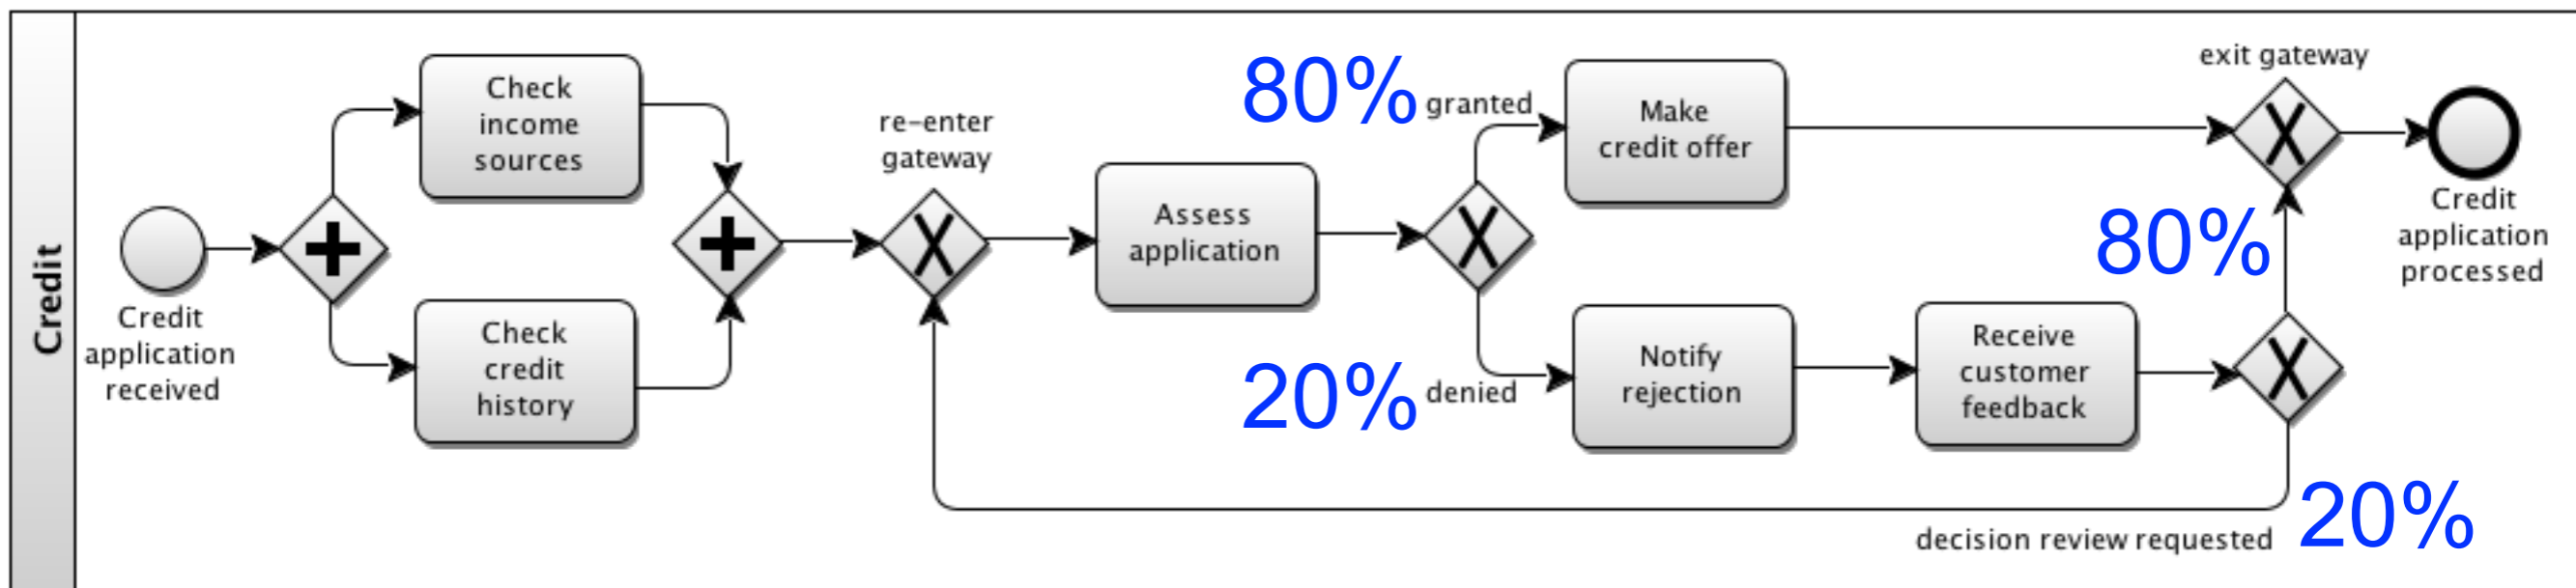 Credit
Credit
application
received
Check
income
sources
Check
credit
history
re-enter
gateway
Assess
application
80%
granted
20%
denied
Make
credit offer
Notify
rejection
Receive
customer
feedback
exit gateway
80%
20%
decision review requested
Credit
application
processed